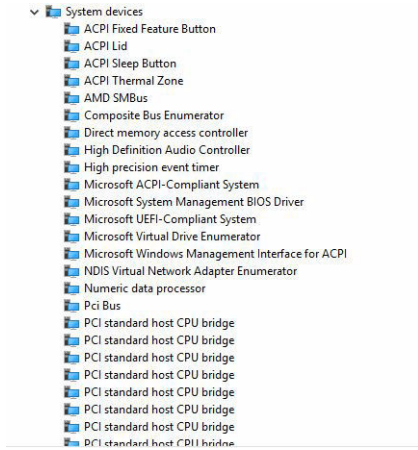 System devices
ACPI Fixed Feature Button
ACPI Lid
ACPI Sleep Button
ACPI Thermal Zone
AMD SMBus
Composite Bus Enumerator
Direct memory access controller
High Definition Audio Controller
High precision event timer
Microsoft ACPI-Compliant System
Microsoft System Management BIOS Driver
Microsoft UEFI-Compliant System
Microsoft Virtual Drive Enumerator
Microsoft Windows Management Interface for ACPI
NDIS Virtual Network Adapter Enumerator
Numeric data processor
Pci Bus
PCI standard host CPU bridge
PCI standard host CPU bridge
PCI standard host CPU bridge
PCI standard host CPU bridge
PCI standard host CPU bridge
PCI standard host CPU bridge
PCI standard host CPU bridge
PCI standard host CPU bridge